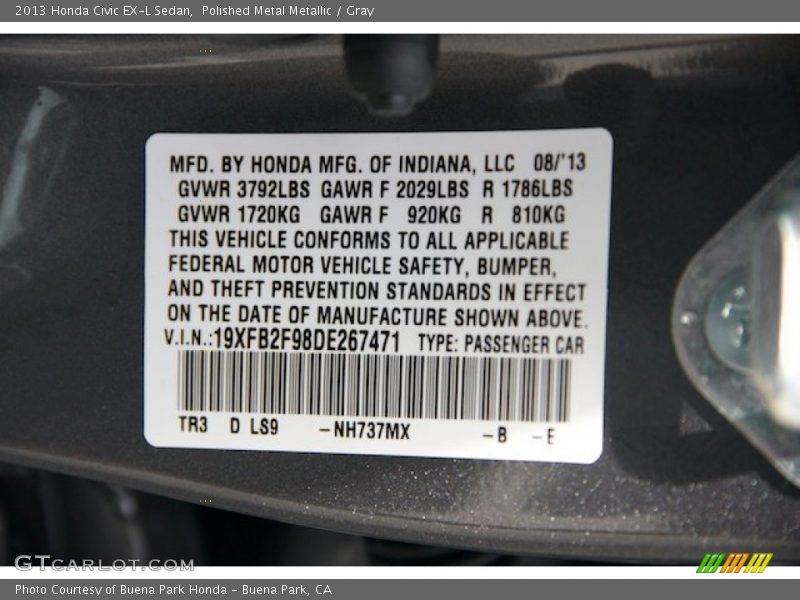 2013 Honda Civic EX-L Sedan, Polished Metal Metallic / Gray
MFD. BY HONDA MFG. OF INDIANA, LLC 08/'13
GVWR 3792LBS GAWR F 2029LBS R 1786LBS
GVWR 1720KG GAWR F 920KG R 810KG
THIS VEHICLE CONFORMS TO ALL APPLICABLE
FEDERAL MOTOR VEHICLE SAFETY, BUMPER,
AND THEFT PREVENTION STANDARDS IN EFFECT
ON THE DATE OF MANUFACTURE SHOWN ABOVE.
V.I.N.:19XFB2F98DE267471 TYPE: PASSENGER CAR
TR3 D LS9 -NH737MX -B -E
GTCARLOT.COM
Photo Courtesy of Buena Park Honda - Buena Park, CA